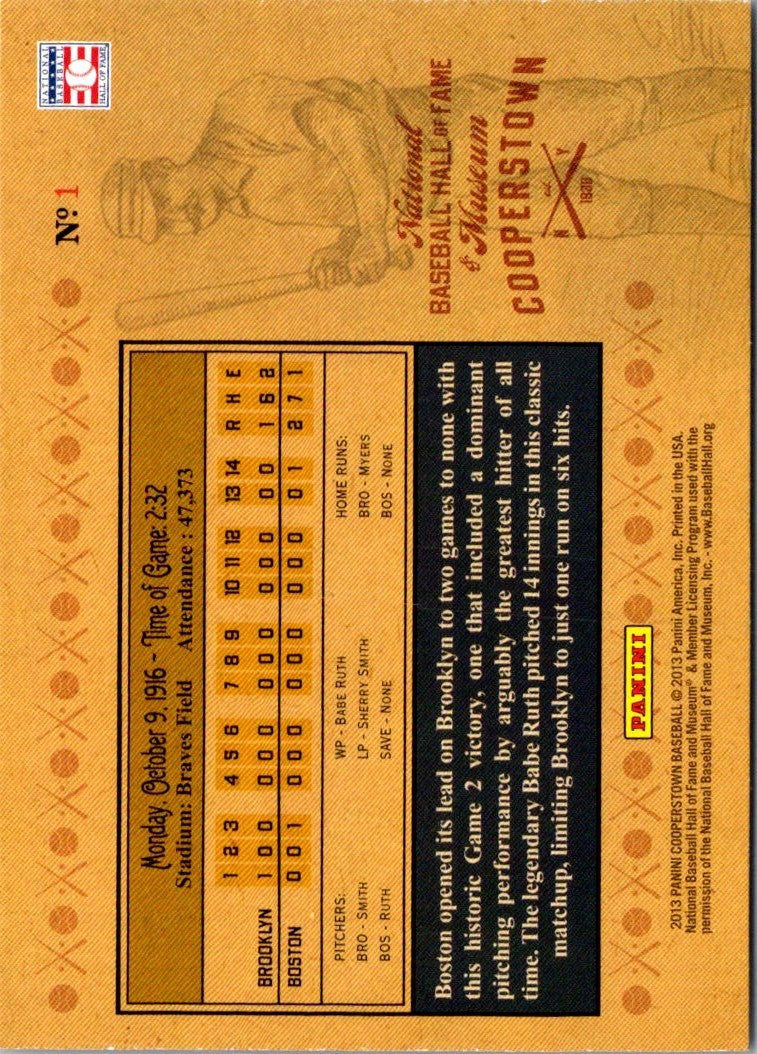 NATIONAL
BASEBALL
HALL OF FAME
Nº 1
National
BASEBALL HALL OF FAME
& Museum
COOPERSTOWN
N Y
Monday, October 9, 1916 - Time of Game: 2:32
Stadium: Braves Field Attendance : 47,373
1 2 3 4 5 6 7 8 9 10 11 12 13 14 R H E
BROOKLYN 1 0 0 0 0 0 0 0 0 0 0 0 0 0 1 6 2
BOSTON 0 0 1 0 0 0 0 0 0 0 0 0 0 1 2 7 1
PITCHERS: WP - BABE RUTH HOME RUNS:
BRO - SMITH LP - SHERRY SMITH BRO - MYERS
BOS - RUTH SAVE - NONE BOS - NONE
Boston opened its lead on Brooklyn to two games to none with
this historic Game 2 victory, one that included a dominant
pitching performance by arguably the greatest hitter of all
time. The legendary Babe Ruth pitched 14 innings in this classic
matchup, limiting Brooklyn to just one run on six hits.
PANINI
2013 PANINI COOPERSTOWN BASEBALL © 2013 Panini America, Inc. Printed in the USA.
National Baseball Hall of Fame and Museum® & Member Licensing Program used with the
permission of the National Baseball Hall of Fame and Museum, Inc. - www.BaseballHall.org